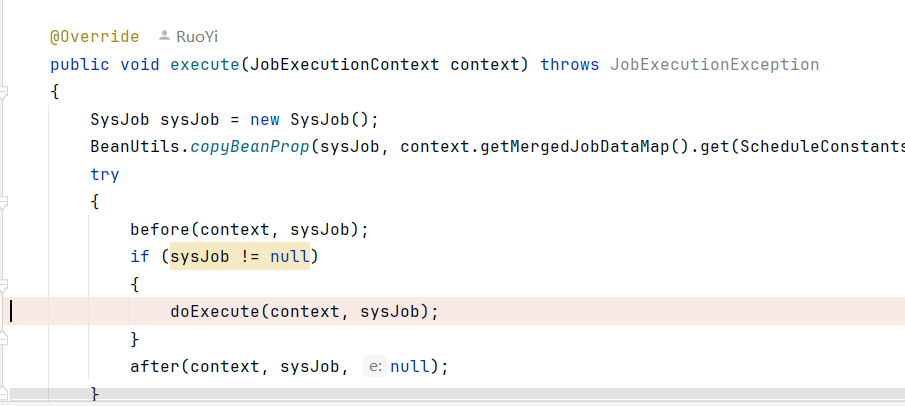 @Override RuoYi
public void execute(JobExecutionContext context) throws JobExecutionException
{
SysJob sysJob = new SysJob();
BeanUtils.copyBeanProp(sysJob, context.getMergedJobDataMap().get(ScheduleConstants
try
{
before(context, sysJob);
if (sysJob != null)
{
doExecute(context, sysJob);
}
after(context, sysJob, e: null);
}